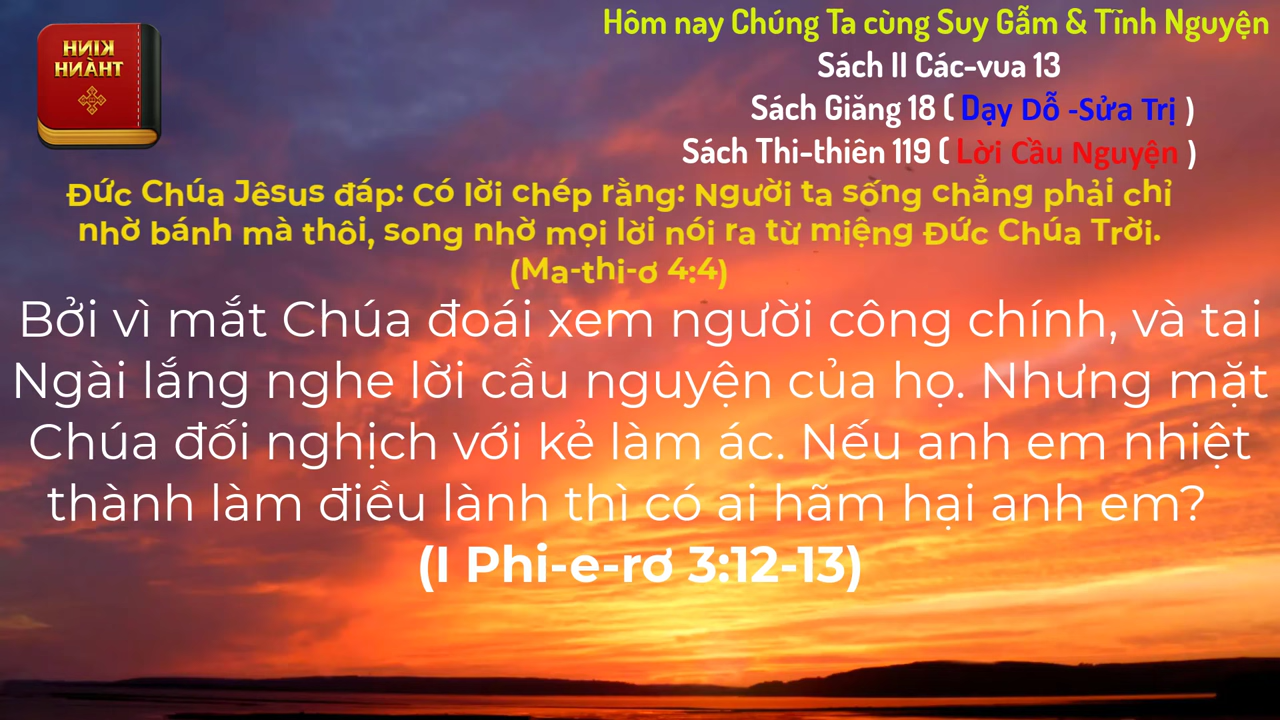 KINH
THÀNH
Hôm nay Chúng Ta cùng Suy Gẫm & Tĩnh Nguyện
Sách II Các-vua 13
Sách Giăng 18 ( Dạy Dỗ -Sửa Trị )
Sách Thi-thiên 119 ( Lời Cầu Nguyện )
Đức Chúa Jêsus đáp: Có lời chép rằng: Người ta sống chẳng phải chỉ
nhờ bánh mà thôi, song nhờ mọi lời nói ra từ miệng Đức Chúa Trời.
(Ma-thi-ơ 4:4)
Bởi vì mắt Chúa đoái xem người công chính, và tai
Ngài lắng nghe lời cầu nguyện của họ. Nhưng mặt
Chúa đối nghịch với kẻ làm ác. Nếu anh em nhiệt
thành làm điều lành thì có ai hãm hại anh em?
(I Phi-e-rơ 3:12-13)